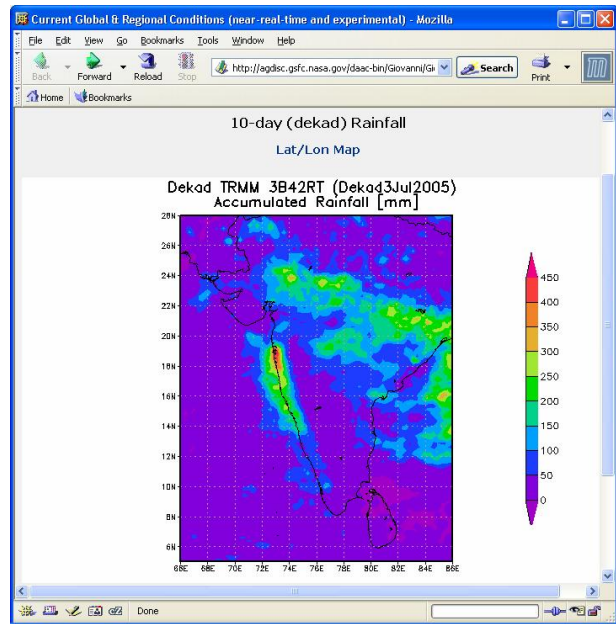 Current Global & Regional Conditions (near-real-time and experimental) - Mozilla
File Edit View Go Bookmarks Tools Window Help
Back Forward Reload Stop http://agdisc.gsfc.nasa.gov/daac-bin/Giovanni/Gi Search Print
Home Bookmarks
10-day (dekad) Rainfall
Lat/Lon Map
Dekad TRMM 3B42RT (Dekad3Jul2005)
Accumulated Rainfall [mm]
28N
26N
24N
22N
20N
18N
16N
14N
12N
10N
8N
6N
68E 70E 72E 74E 76E 78E 80E 82E 84E 86E
450
400
350
300
250
200
150
100
50
0
Done